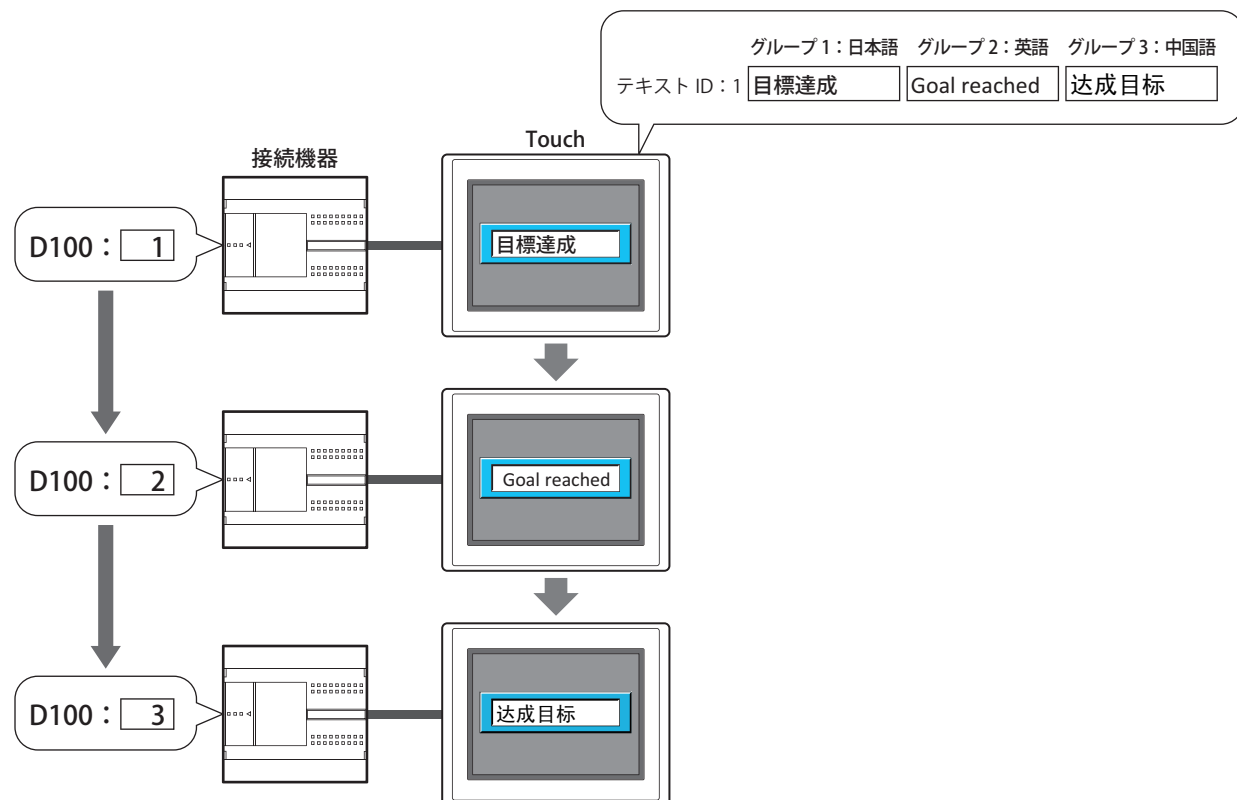 グループ 1：日本語 グループ 2：英語 グループ 3：中国語
テキスト ID：1 目標達成 Goal reached 达成目标
Touch
接続機器
D100： 1
目標達成
D100： 2
Goal reached
D100： 3
达成目标